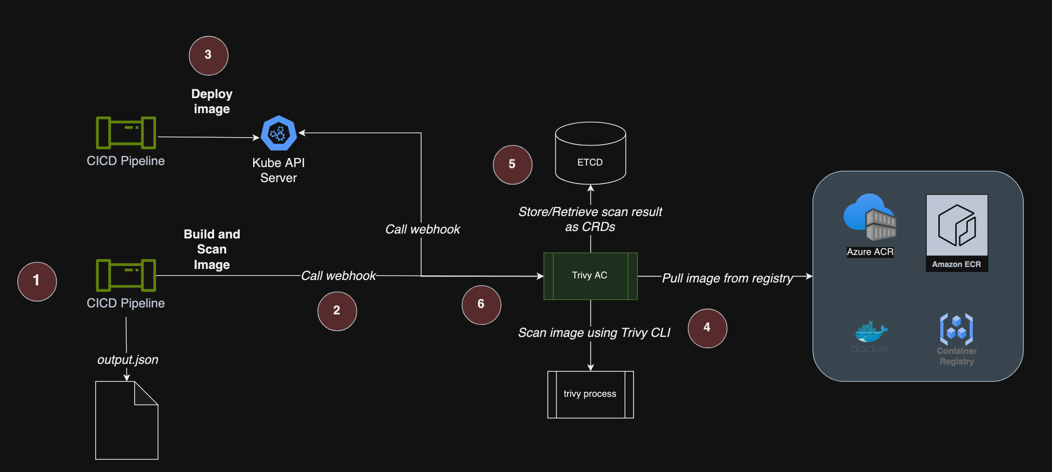 3
Deploy
image
CICD Pipeline
Kube API
Server
5
ETCD
Store/Retrieve scan result
as CRDs
Call webhook
Azure ACR
Amazon ECR
Build and
Scan
Image
1
CICD Pipeline
Call webhook
2
6
Trivy AC
Pull image from registry
Scan image using Trivy CLI
4
docker
Container
Registry
output.json
trivy process